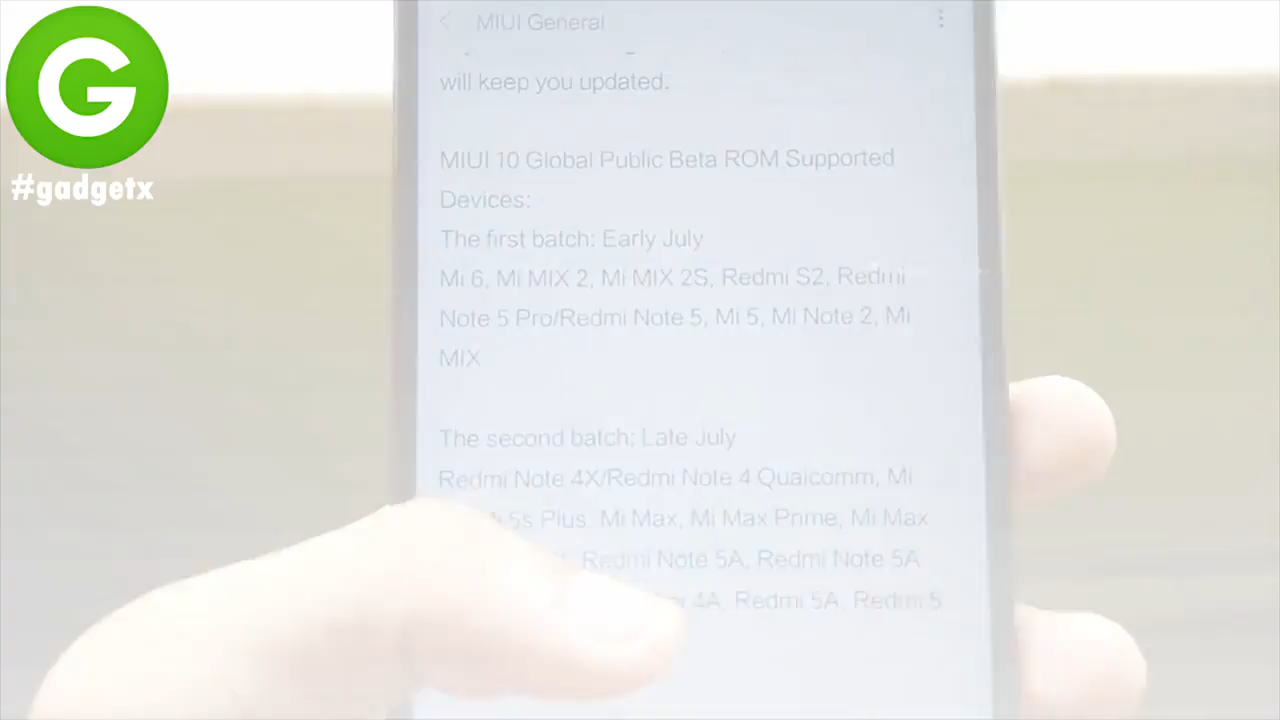 G
#gadgetx
MIUI General
will keep you updated.
MIUI 10 Global Public Beta ROM Supported
Devices:
The first batch: Early July
Mi 6, Mi MIX 2, Mi MIX 2S, Redmi S2, Redmi
Note 5 Pro/Redmi Note 5, Mi 5, Mi Note 2, Mi
MIX
The second batch: Late July
Redmi Note 4X/Redmi Note 4 Qualcomm, Mi
5s Plus, Mi Max, Mi Max Prime, Mi Max
Redmi Note 5A, Redmi Note 5A
4A, Redmi 5A, Redmi 5